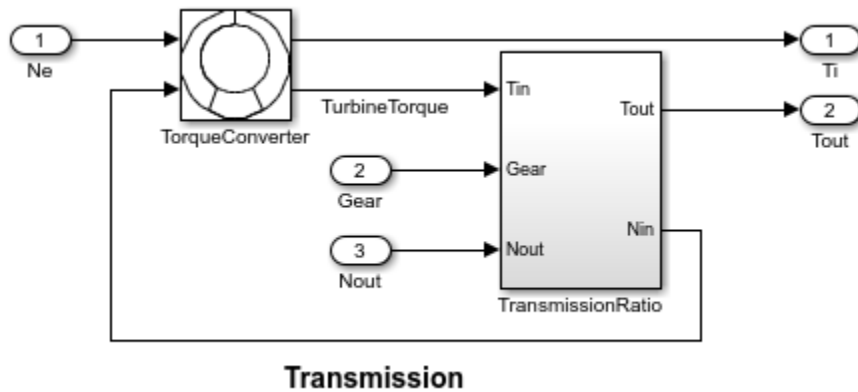 1
Ne
TorqueConverter
TurbineTorque
2
Gear
3
Nout
Tin
Gear
Nout
Tout
Nin
TransmissionRatio
1
Ti
2
Tout
Transmission